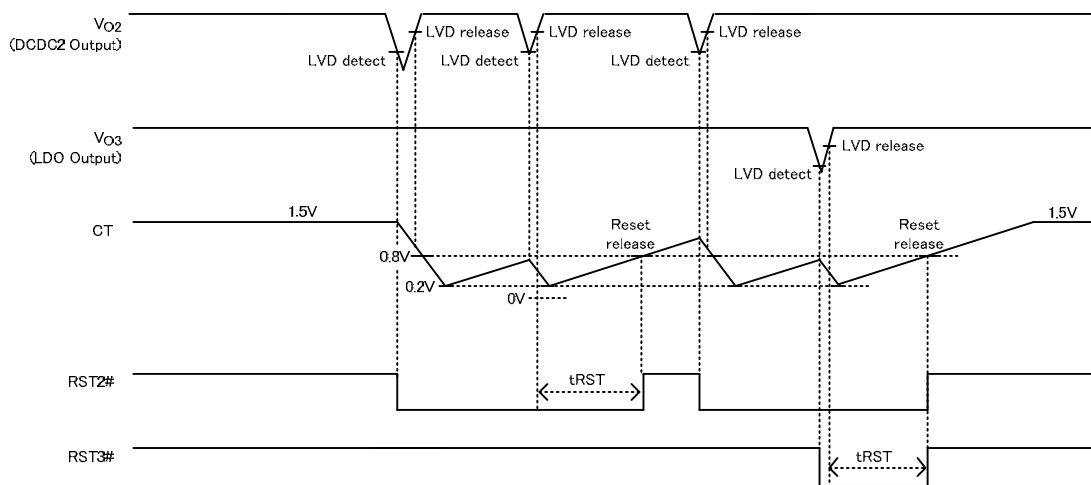 VO2
(DCDC2 Output)
LVD release
LVD release
LVD release
LVD detect
LVD detect
LVD detect
VO3
(LDO Output)
LVD release
LVD detect
CT
1.5V
Reset
release
Reset
release
1.5V
0.8V
0.2V
0V
RST2#
tRST
RST3#
tRST